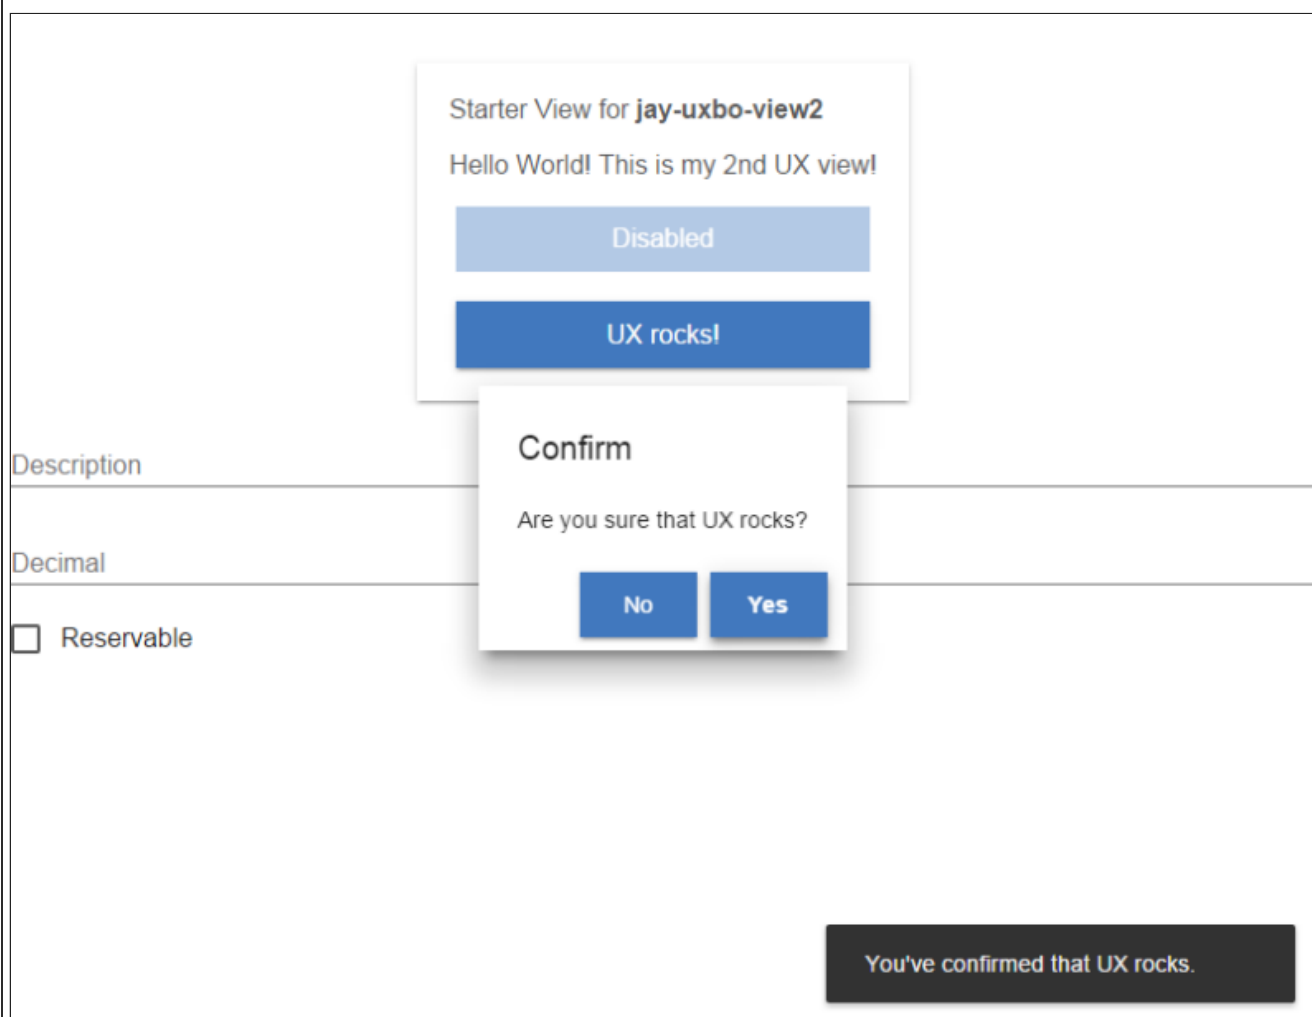 Starter View for jay-uxbo-view2
Hello World! This is my 2nd UX view!
Disabled
UX rocks!
Confirm
Description
Are you sure that UX rocks?
Decimal
No Yes
Reservable
You've confirmed that UX rocks.